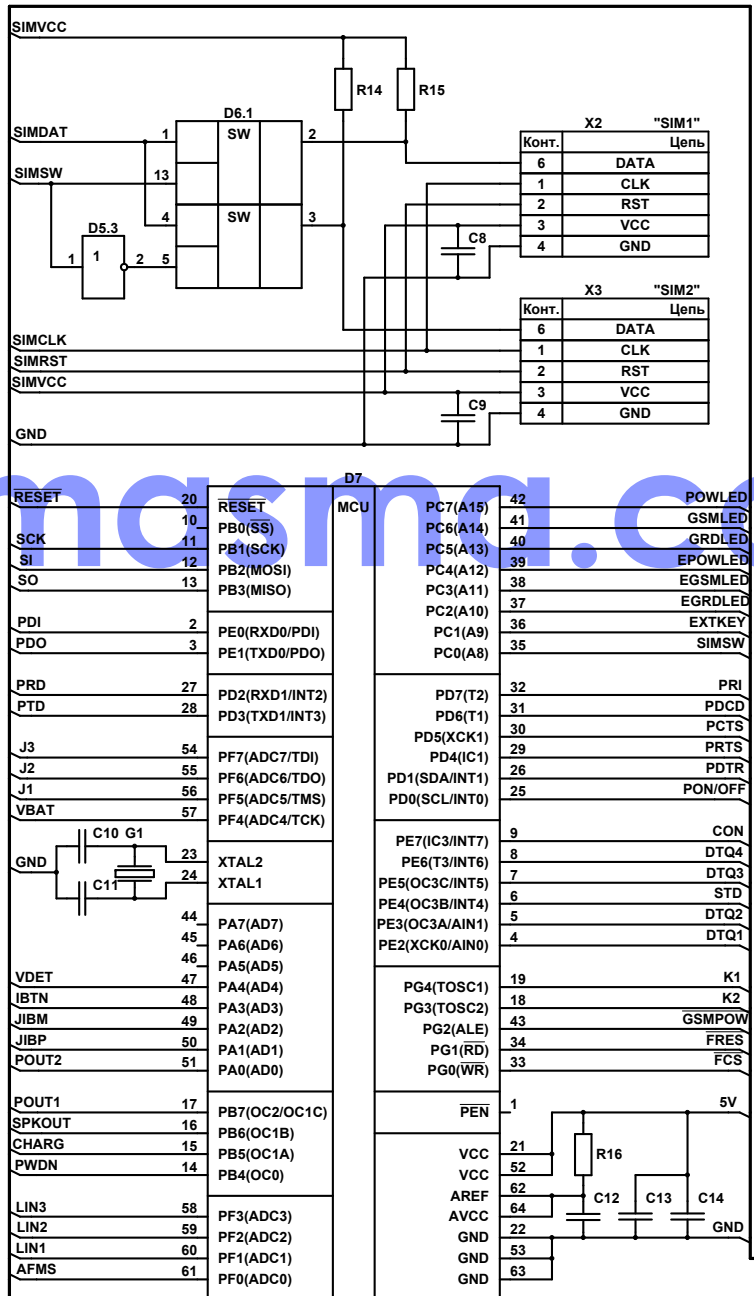 SIMVCC
R14 R15
D6.1
SIMDAT 1 SW 2
SIMSW 13
4 SW 3
D5.3
1 1 2 5
X2 "SIM1"
Конт. Цепь
6 DATA
1 CLK
2 RST
3 VCC
4 GND
C8
X3 "SIM2"
Конт. Цепь
6 DATA
1 CLK
2 RST
3 VCC
4 GND
C9
SIMCLK
SIMRST
SIMVCC
GND
D7
MCU
RESET 20 RESET
10 PB0(SS)
SCK 11 PB1(SCK)
SI 12 PB2(MOSI)
SO 13 PB3(MISO)
PDI 2 PE0(RXD0/PDI)
PDO 3 PE1(TXD0/PDO)
PRD 27 PD2(RXD1/INT2)
PTD 28 PD3(TXD1/INT3)
J3 54 PF7(ADC7/TDI)
J2 55 PF6(ADC6/TDO)
J1 56 PF5(ADC5/TMS)
VBAT 57 PF4(ADC4/TCK)
C10 G1
GND 23 XTAL2
C11 24 XTAL1
44 PA7(AD7)
45 PA6(AD6)
46 PA5(AD5)
VDET 47 PA4(AD4)
IBTN 48 PA3(AD3)
JIBM 49 PA2(AD2)
JIBP 50 PA1(AD1)
POUT2 51 PA0(AD0)
POUT1 17 PB7(OC2/OC1C)
SPKOUT 16 PB6(OC1B)
CHARG 15 PB5(OC1A)
PWDN 14 PB4(OC0)
LIN3 58 PF3(ADC3)
LIN2 59 PF2(ADC2)
LIN1 60 PF1(ADC1)
AFMS 61 PF0(ADC0)
PC7(A15) 42 POWLED
PC6(A14) 41 GSMLED
PC5(A13) 40 GRDLED
PC4(A12) 39 EPOWLED
PC3(A11) 38 EGSMLED
PC2(A10) 37 EGRDLED
PC1(A9) 36 EXTKEY
PC0(A8) 35 SIMSW
PD7(T2) 32 PRI
PD6(T1) 31 PDCD
PD5(XCK1) 30 PCTS
PD4(IC1) 29 PRTS
PD1(SDA/INT1) 26 PDTR
PD0(SCL/INT0) 25 PON/OFF
PE7(IC3/INT7) 9 CON
PE6(T3/INT6) 8 DTQ4
PE5(OC3C/INT5) 7 DTQ3
PE4(OC3B/INT4) 6 STD
PE3(OC3A/AIN1) 5 DTQ2
PE2(XCK0/AIN0) 4 DTQ1
PG4(TOSC1) 19 K1
PG3(TOSC2) 18 K2
PG2(ALE) 43 GSMPOW
PG1(RD) 34 FRES
PG0(WR) 33 FCS
PEN 1 5V
VCC 21 R16
VCC 52
AREF 62
AVCC 64 C12 C13 C14
GND 22 GND
GND 53
GND 63
masma.c